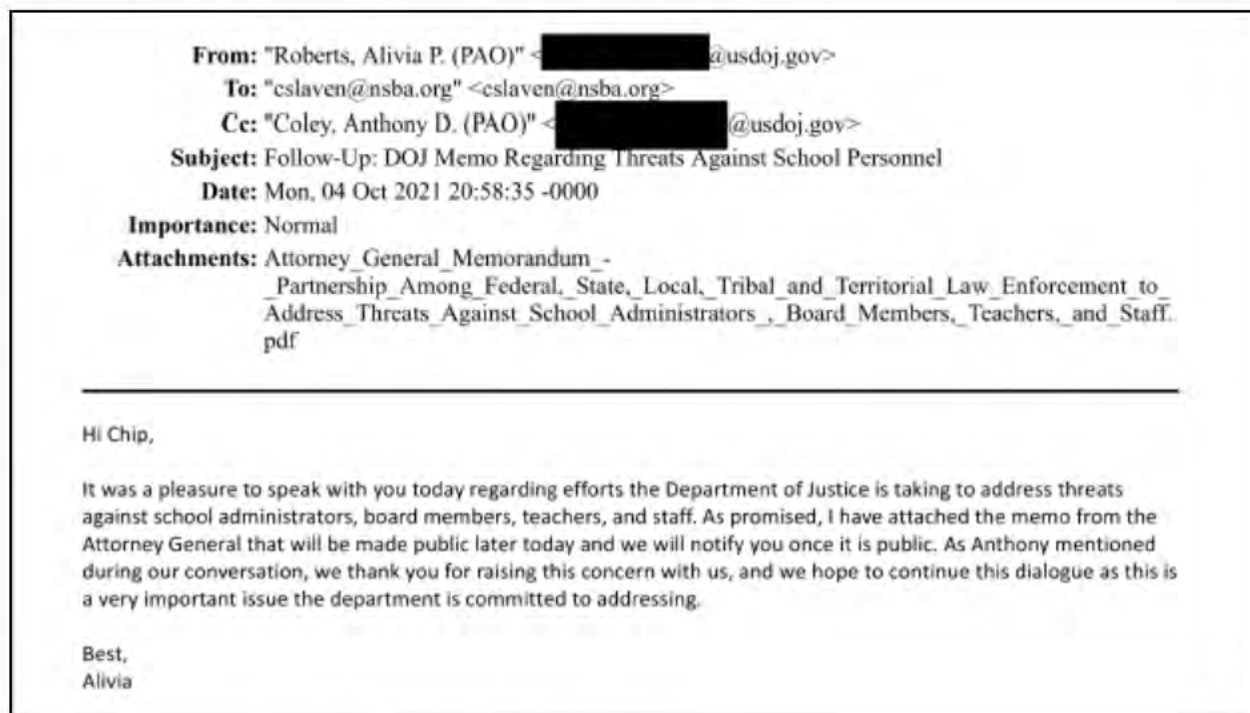 From: "Roberts, Alivia P. (PAO)" < @usdoj.gov>
To: "cslaven@nsba.org" <cslaven@nsba.org>
Cc: "Coley, Anthony D. (PAO)" < @usdoj.gov>
Subject: Follow-Up: DOJ Memo Regarding Threats Against School Personnel
Date: Mon, 04 Oct 2021 20:58:35 -0000
Importance: Normal
Attachments: Attorney_General_Memorandum_-
_Partnership_Among_Federal,_State,_Local,_Tribal_and_Territorial_Law_Enforcement_to_
Address_Threats_Against_School_Administrators_,_Board_Members,_Teachers,_and_Staff.
pdf
Hi Chip,
It was a pleasure to speak with you today regarding efforts the Department of Justice is taking to address threats
against school administrators, board members, teachers, and staff. As promised, I have attached the memo from the
Attorney General that will be made public later today and we will notify you once it is public. As Anthony mentioned
during our conversation, we thank you for raising this concern with us, and we hope to continue this dialogue as this is
a very important issue the department is committed to addressing.
Best,
Alivia